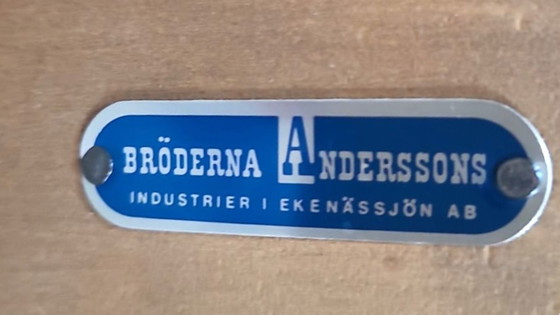 BRÖDERNA ANDERSSONS
INDUSTRIER I EKENÄSSJÖN AB